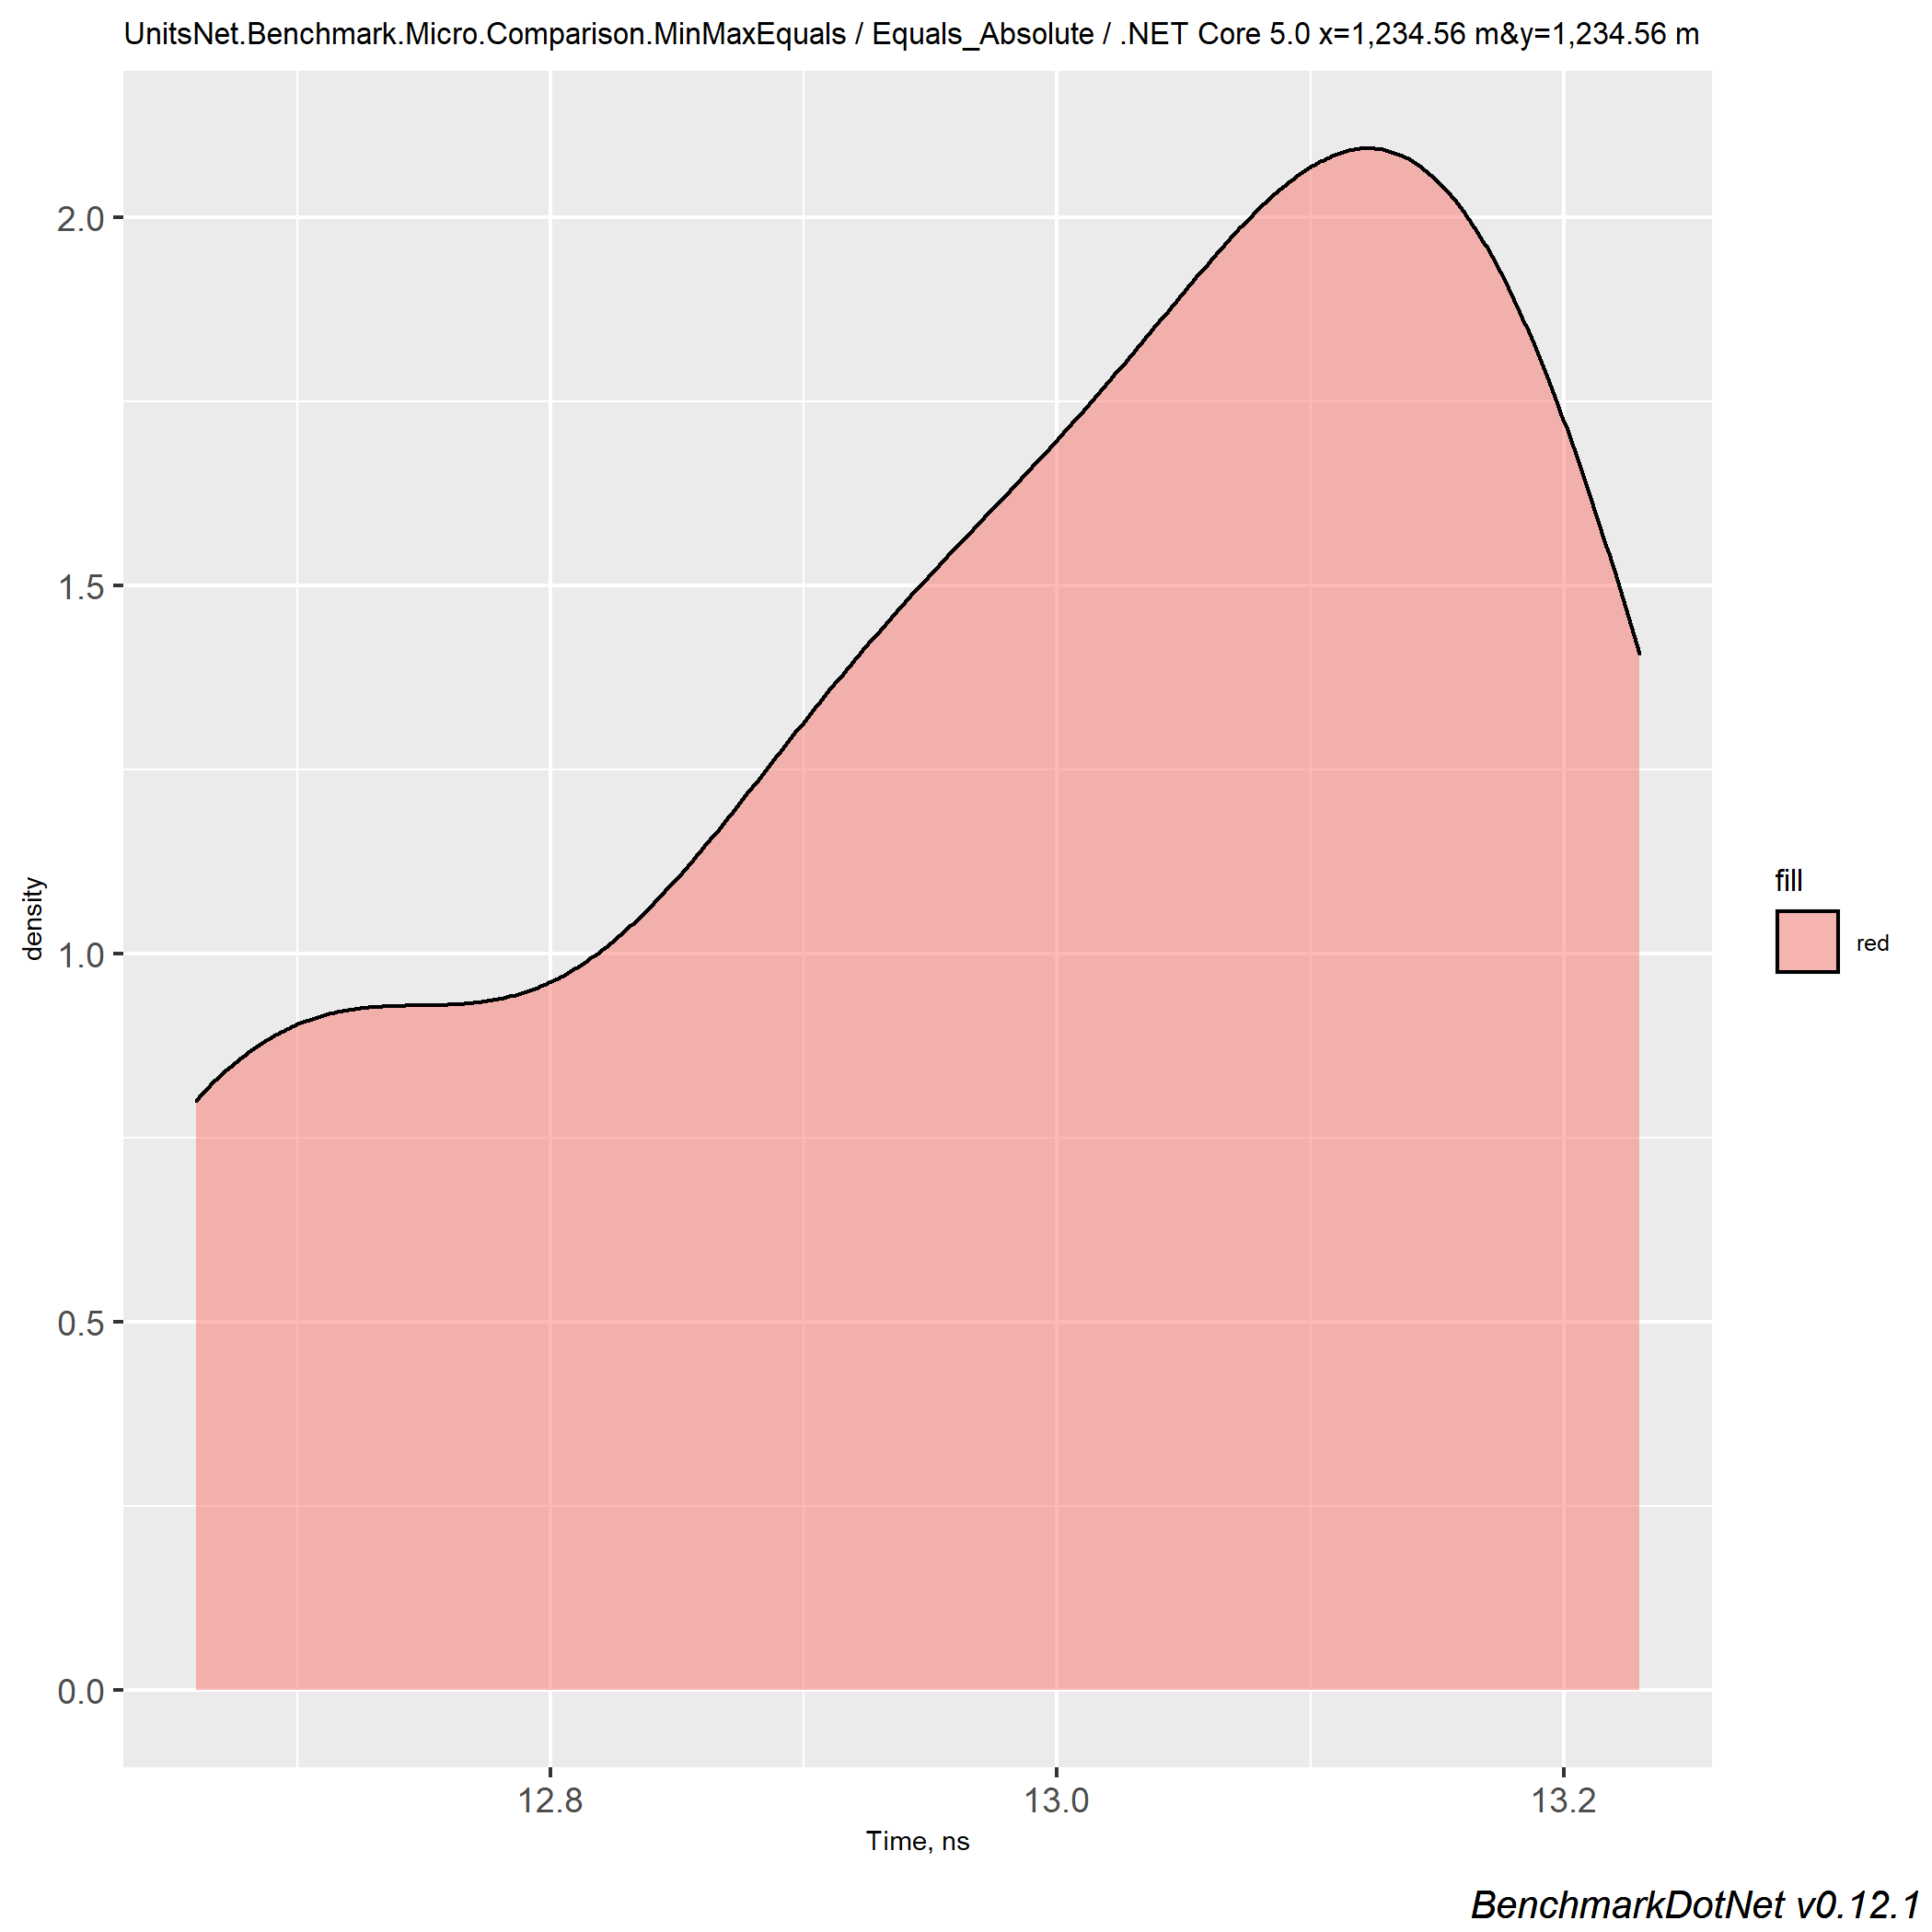 UnitsNet.Benchmark.Micro.Comparison.MinMaxEquals / Equals_Absolute / .NET Core 5.0 x=1,234.56 m&y=1,234.56 m
2.0
1.5
1.0
0.5
0.0
density
12.8 13.0 13.2
Time, ns
fill
red
BenchmarkDotNet v0.12.1